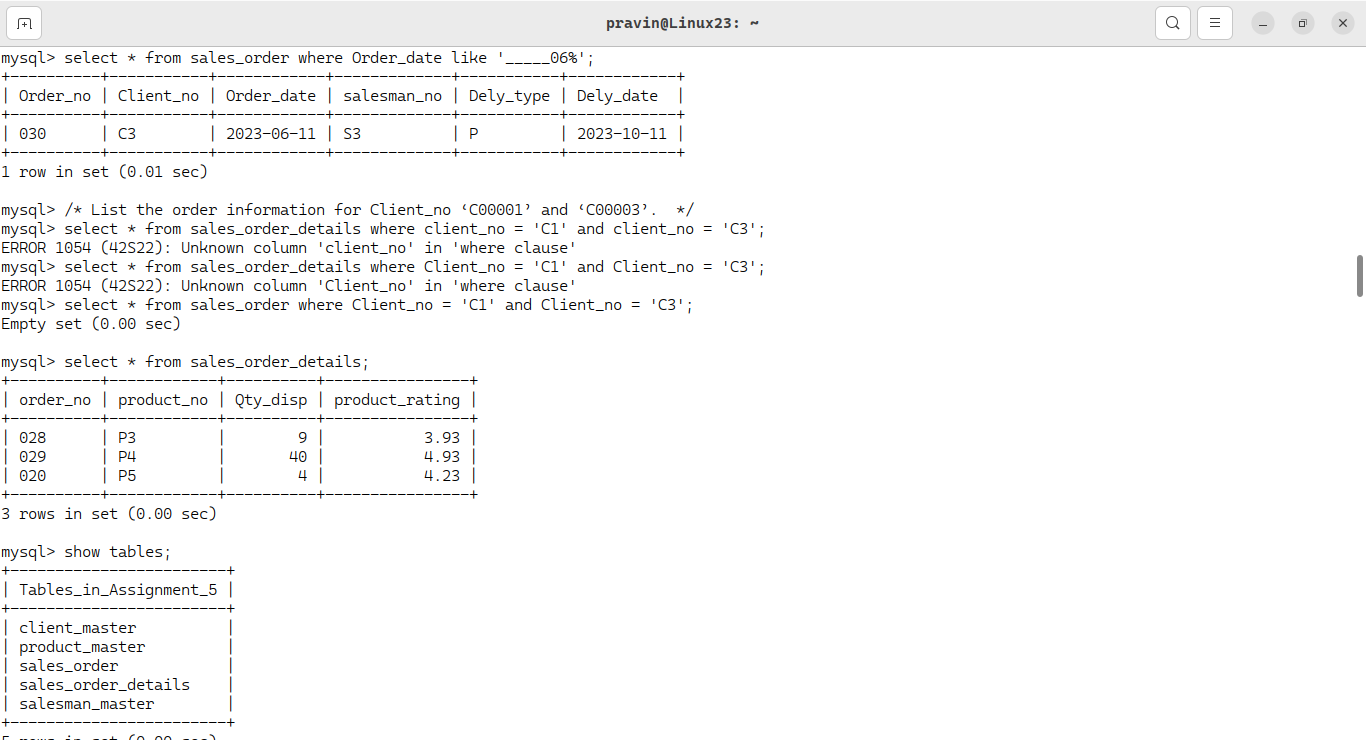 pravin@Linux23: ~
mysql> select * from sales_order where Order_date like '_____06%';
+----------+-----------+------------+-------------+-----------+------------+
| Order_no | Client_no | Order_date | salesman_no | Dely_type | Dely_date  |
+----------+-----------+------------+-------------+-----------+------------+
| 030      | C3        | 2023-06-11 | S3          | P         | 2023-10-11 |
+----------+-----------+------------+-------------+-----------+------------+
1 row in set (0.01 sec)
mysql> /* List the order information for Client_no ‘C00001’ and ‘C00003’.  */
mysql> select * from sales_order_details where client_no = 'C1' and client_no = 'C3';
ERROR 1054 (42S22): Unknown column 'client_no' in 'where clause'
mysql> select * from sales_order_details where Client_no = 'C1' and Client_no = 'C3';
ERROR 1054 (42S22): Unknown column 'Client_no' in 'where clause'
mysql> select * from sales_order where Client_no = 'C1' and Client_no = 'C3';
Empty set (0.00 sec)
mysql> select * from sales_order_details;
+----------+------------+----------+----------------+
| order_no | product_no | Qty_disp | product_rating |
+----------+------------+----------+----------------+
| 028      | P3         |        9 |           3.93 |
| 029      | P4         |       40 |           4.93 |
| 020      | P5         |        4 |           4.23 |
+----------+------------+----------+----------------+
3 rows in set (0.00 sec)
mysql> show tables;
+------------------------+
| Tables_in_Assignment_5 |
+------------------------+
| client_master          |
| product_master         |
| sales_order            |
| sales_order_details    |
| salesman_master        |
+------------------------+
5 rows in set (0.00 sec)